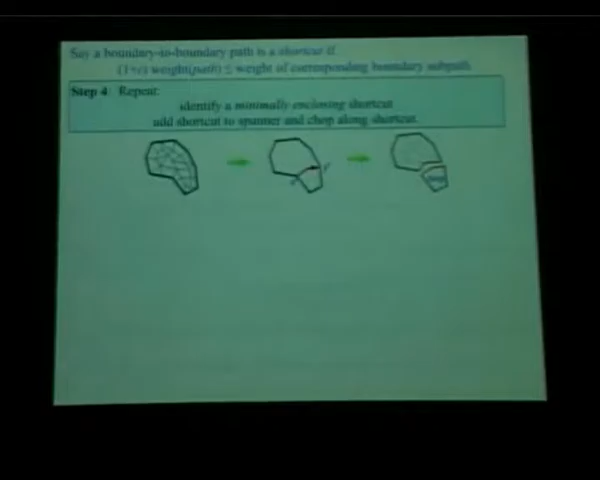 Say a boundary-to-boundary path is a shortcut if
(1+ε) weight(path) ≤ weight of corresponding boundary subpath
Step 4: Repeat:
identify a minimally enclosing shortcut
add shortcut to spanner and chop along shortcut.